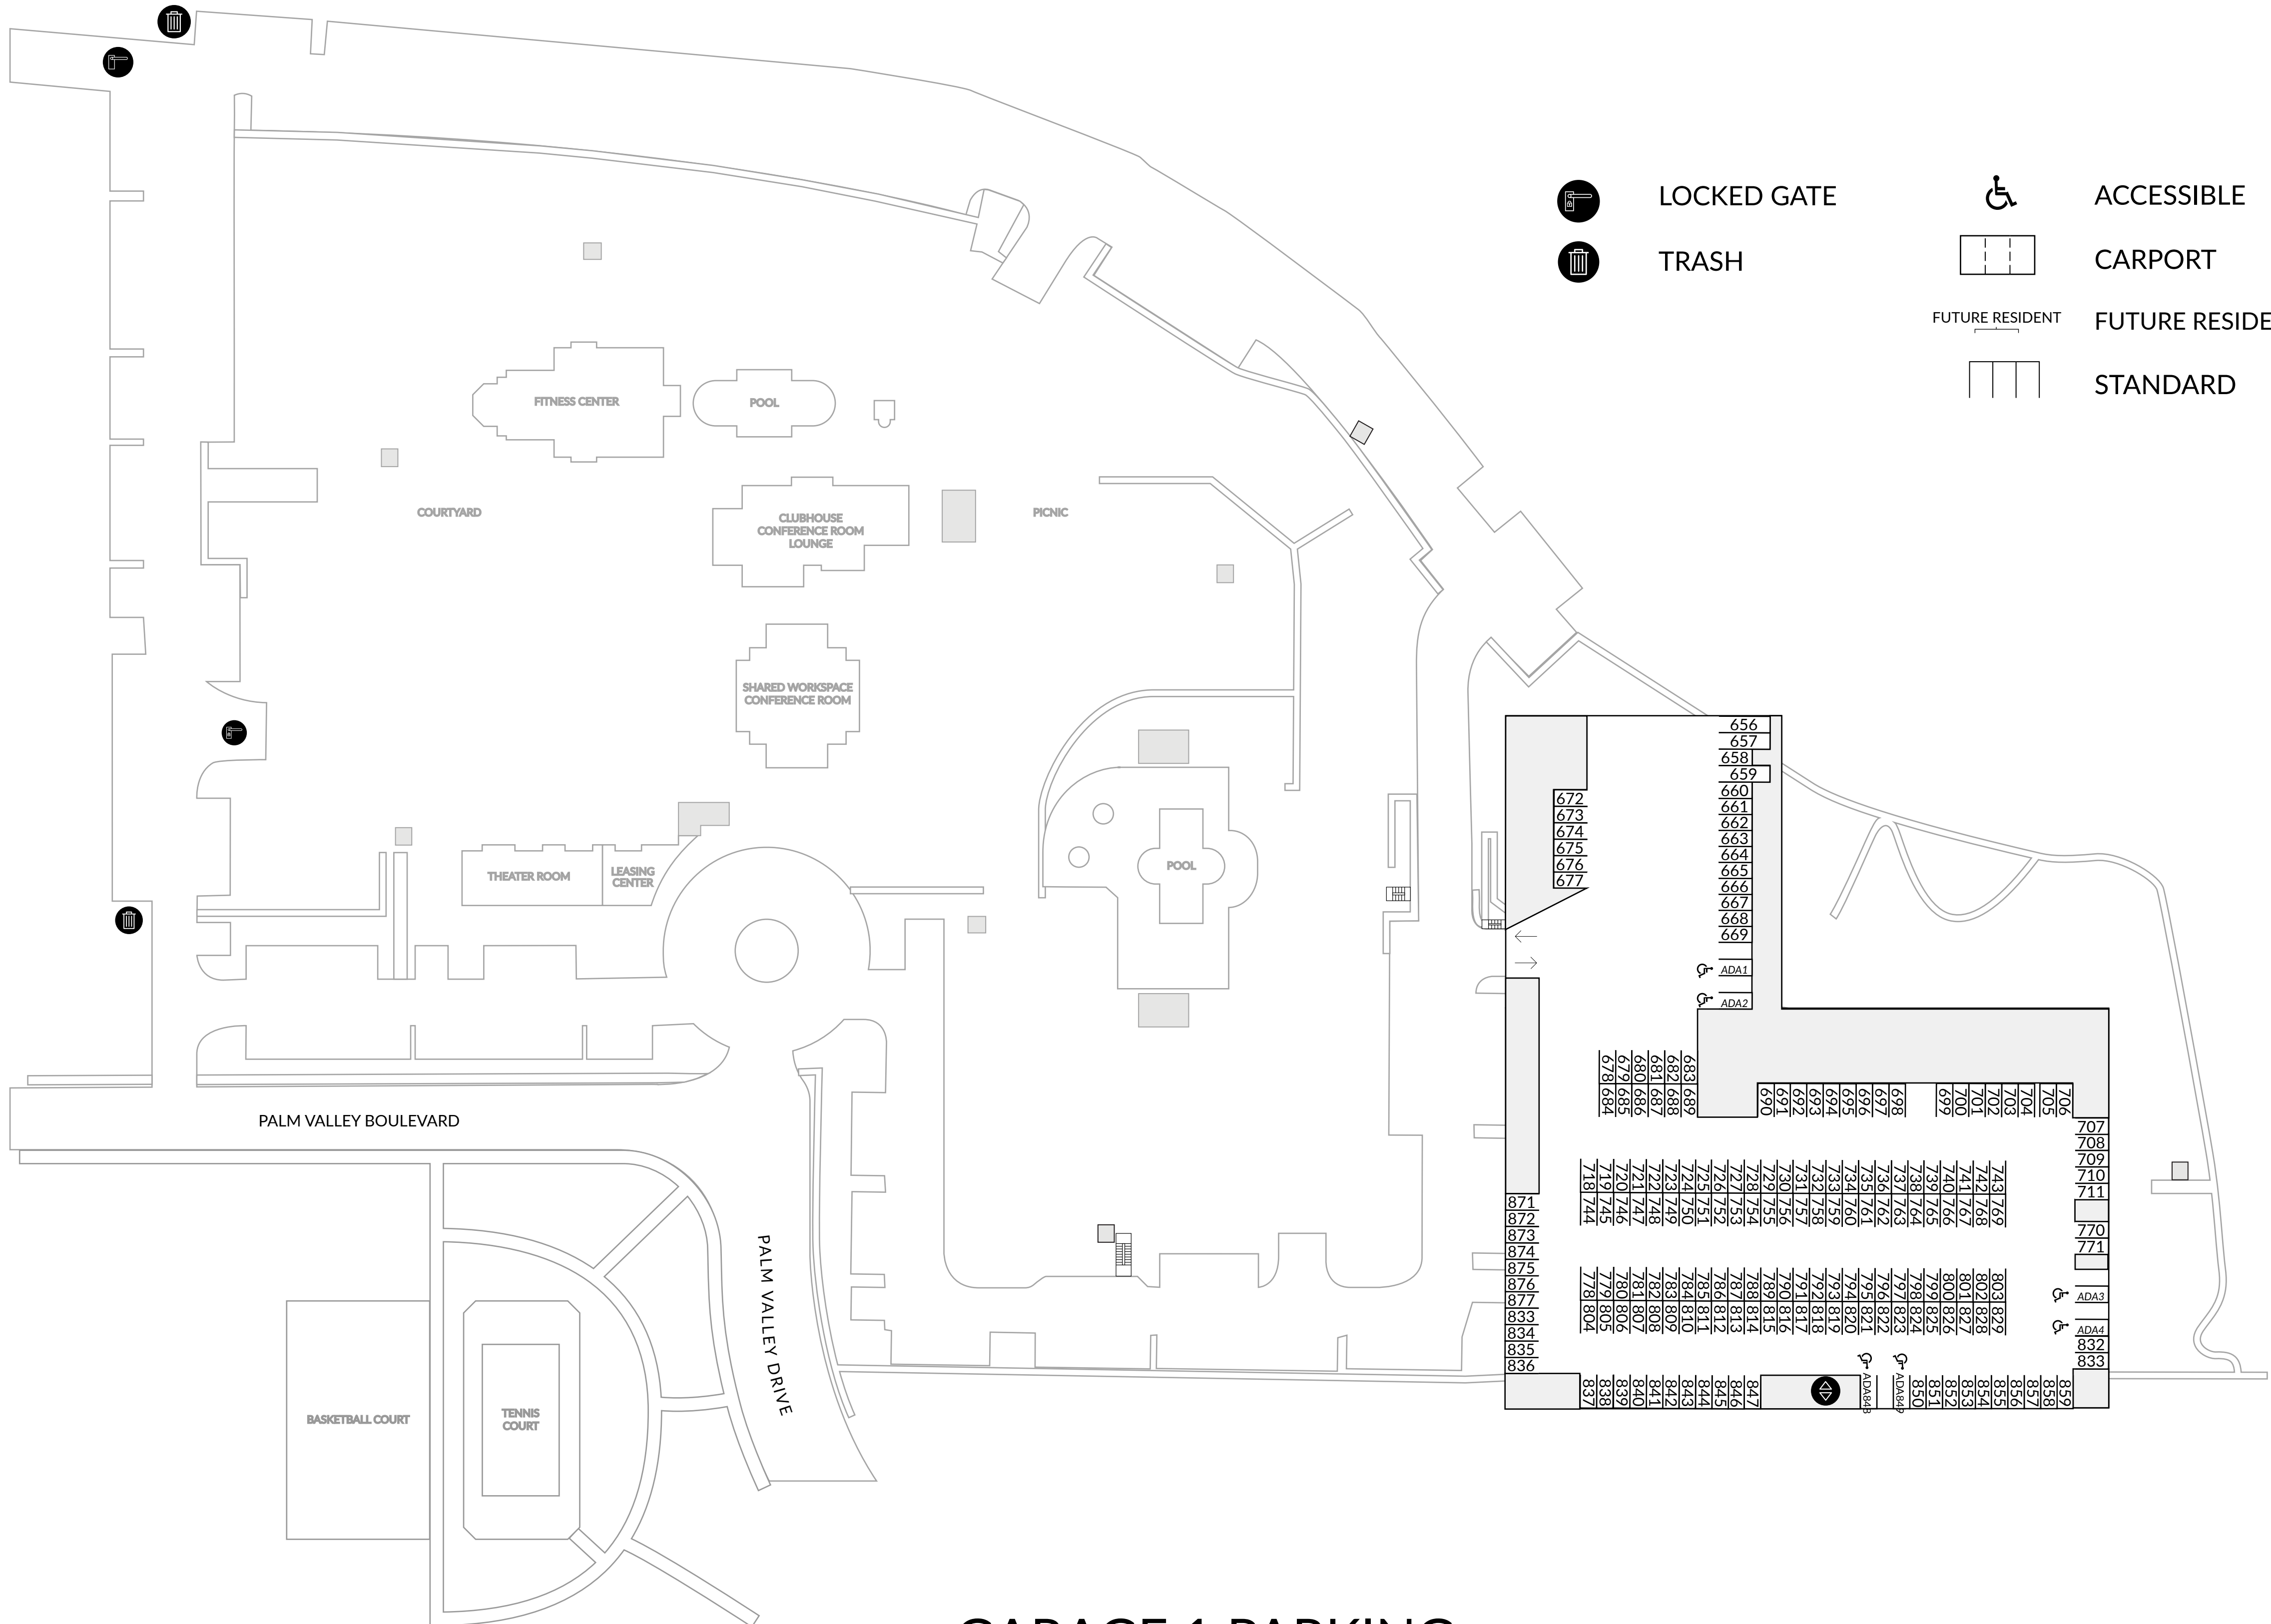 LOCKED GATE
TRASH
ACCESSIBLE
CARPORT
FUTURE RESIDENT
FUTURE RESIDE
STANDARD
FITNESS CENTER
POOL
COURTYARD
CLUBHOUSE
CONFERENCE ROOM
LOUNGE
PICNIC
SHARED WORKSPACE
CONFERENCE ROOM
THEATER ROOM
LEASING
CENTER
POOL
PALM VALLEY BOULEVARD
PALM VALLEY DRIVE
BASKETBALL COURT
TENNIS
COURT
656
657
658
659
660
661
662
663
664
665
666
667
668
669
ADA1
ADA2
672
673
674
675
676
677
678 679 680 681 682 683
684 685 686 687 688 689
690 691 692 693 694 695 696 697 698 699 700 701 702 703 704 705 706
707
708
709
710
711
718 719 720 721 722 723 724 725 726 727 728 729 730 731 732 733 734 735 736 737 738 739 740 741 742 743
744 745 746 747 748 749 750 751 752 753 754 755 756 757 758 759 760 761 762 763 764 765 766 767 768 769
770
771
778 779 780 781 782 783 784 785 786 787 788 789 790 791 792 793 794 795 796 797 798 799 800 801 802 803
804 805 806 807 808 809 810 811 812 813 814 815 816 817 818 819 820 821 822 823 824 825 826 827 828 829
ADA3
ADA4
832
833
871
872
873
874
875
876
877
833
834
835
836
837 838 839 840 841 842 843 844 845 846 847 ADA848 ADA849 850 851 852 853 854 855 856 857 858 859
GARAGE 1 PARKING